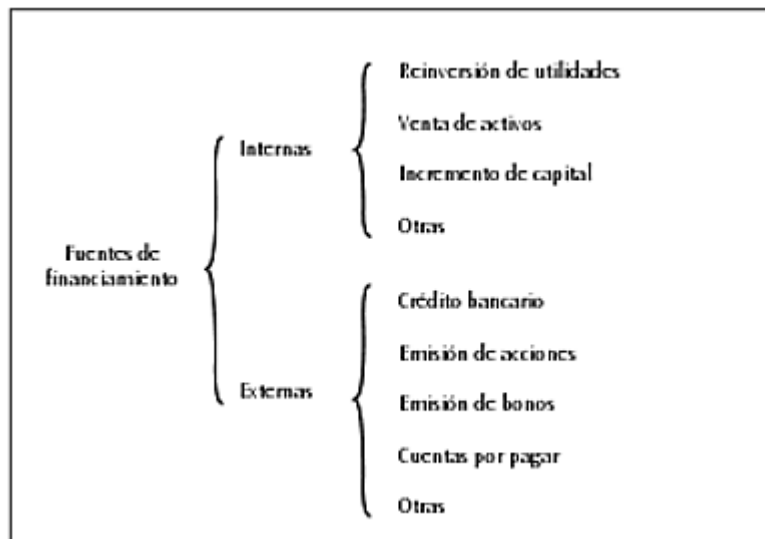 Fuentes de
financiamiento
Internas
Reinversión de utilidades
Venta de activos
Incremento de capital
Otras
Externas
Crédito bancario
Emisión de acciones
Emisión de bonos
Cuentas por pagar
Otras